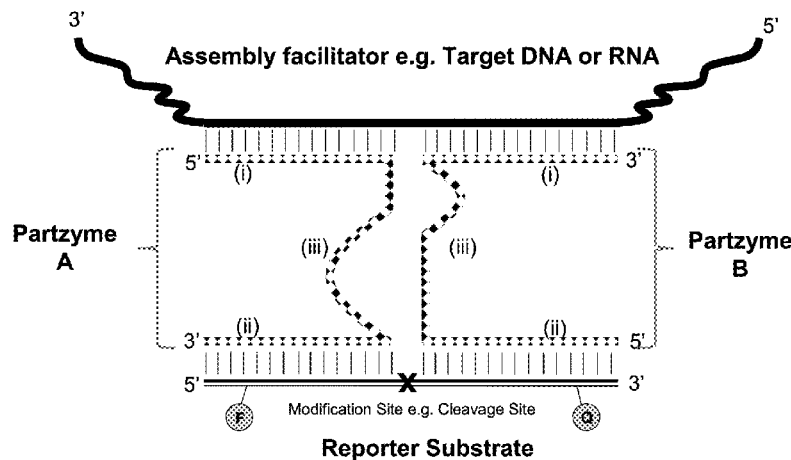 3’ 5’
Assembly facilitator e.g. Target DNA or RNA
5’ (i) (i) 3’
Partzyme A
(iii) (iii)
Partzyme B
3’ (ii) (ii) 5’
5’ X 3’
F Modification Site e.g. Cleavage Site Q
Reporter Substrate